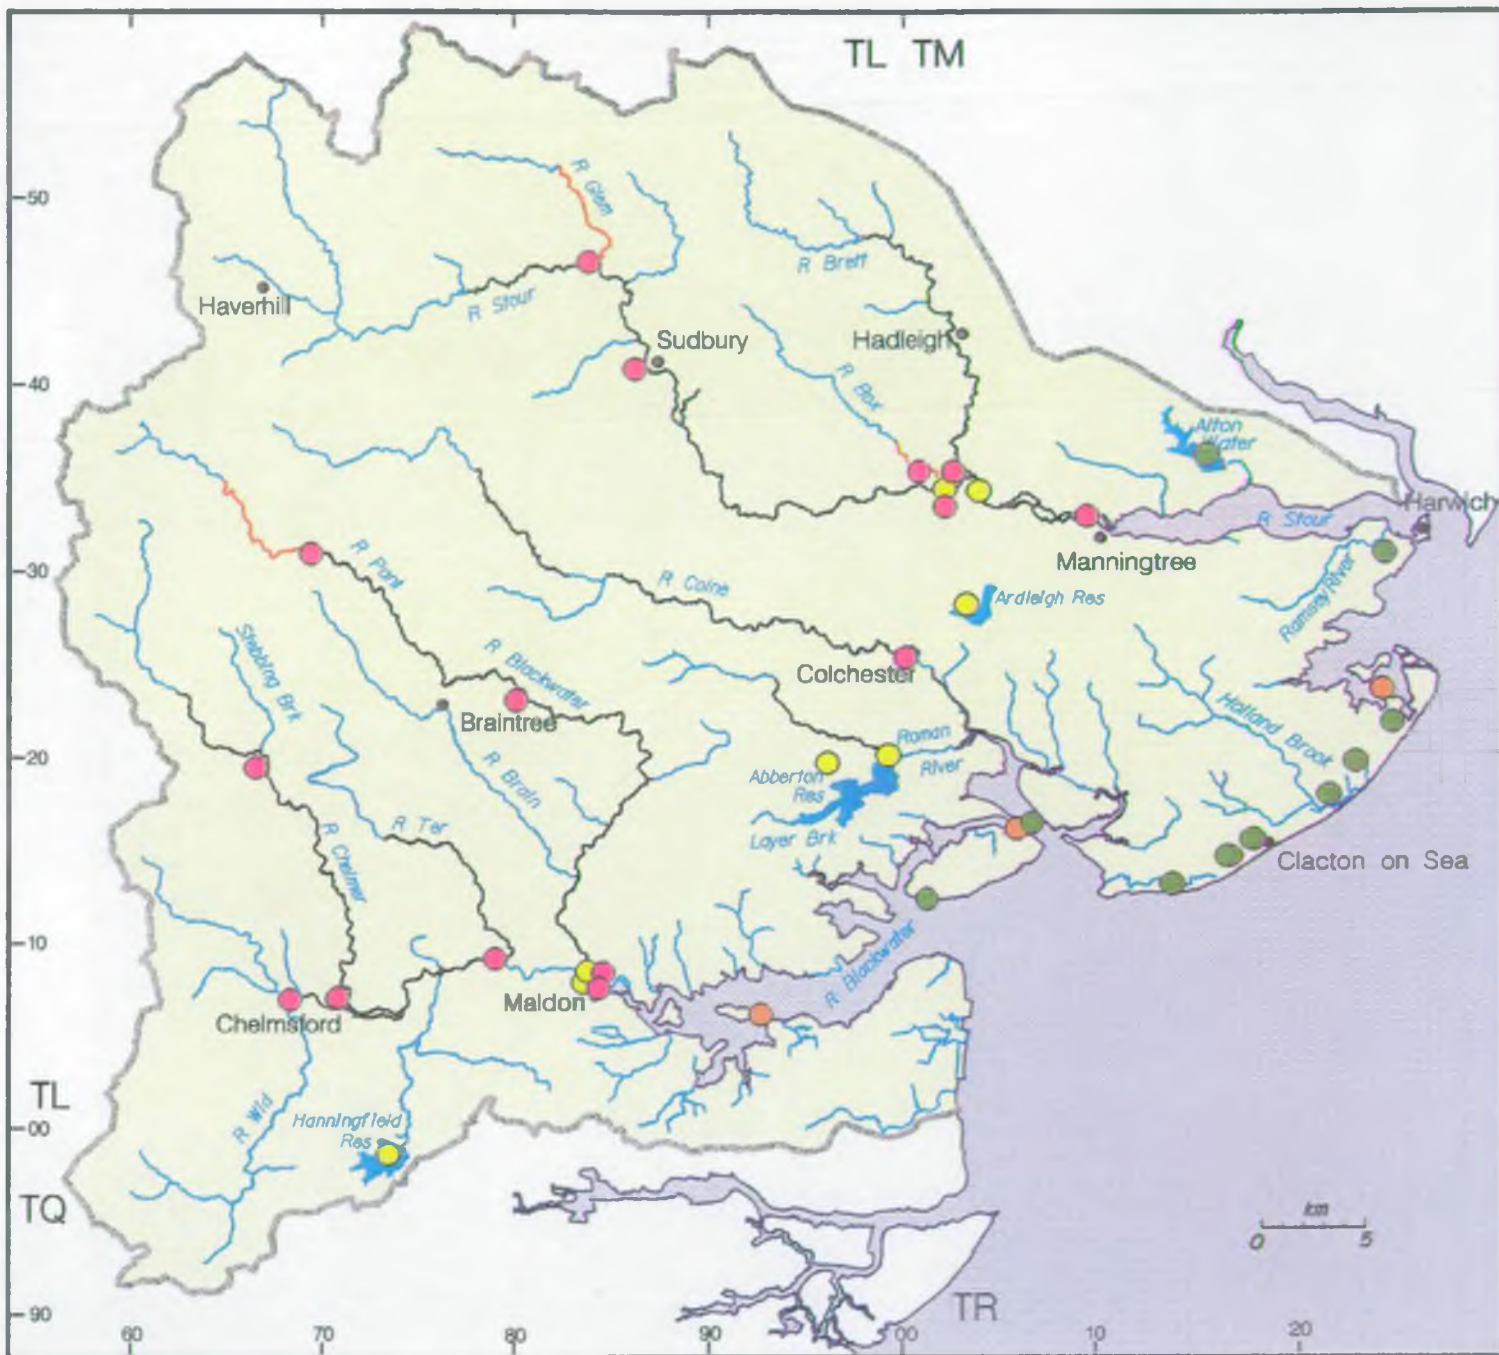 TL TM
50
R Glem
R Brett
Haverhill
R Stour
Sudbury
Hadleigh
40
R Box
Alton
Water
Harwich
R Stour
Manningtree
30
R Pant
R Colne
Ardleigh Res
Ramsey River
Stebbing Brk
R Blackwater
Colchester
Braintree
Holland Brook
20
Roman
River
Abberton
Res
R Brain
Layer Brk
R Ter
R Chelmer
Clacton on Sea
10
R Blackwater
Maldon
Chelmsford
TL
R Wid
Hanningfield
Res
00
TQ
km
0 5
TR
90
60 70 80 90 00 10 20